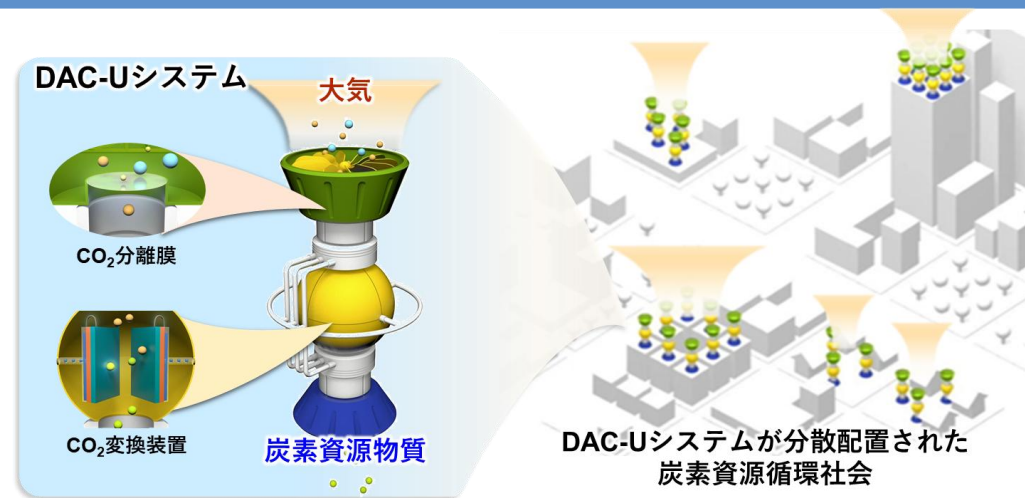 DAC-Uシステム
大気
CO₂分離膜
CO₂変換装置
炭素資源物質
DAC-Uシステムが分散配置された
炭素資源循環社会